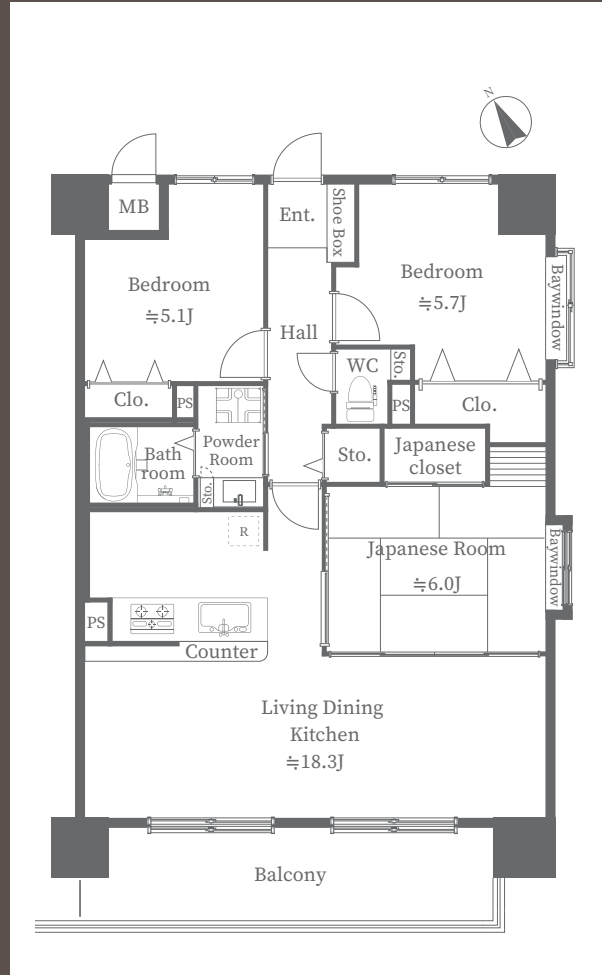 N
MB
Ent.
Shoe Box
Bedroom
≒5.1J
Bedroom
≒5.7J
Baywindow
Hall
WC
Sto.
Clo.
PS
PS
Clo.
Bath
room
Powder
Room
Sto.
Sto.
Japanese
closet
R
Japanese Room
≒6.0J
Baywindow
PS
Counter
Living Dining
Kitchen
≒18.3J
Balcony